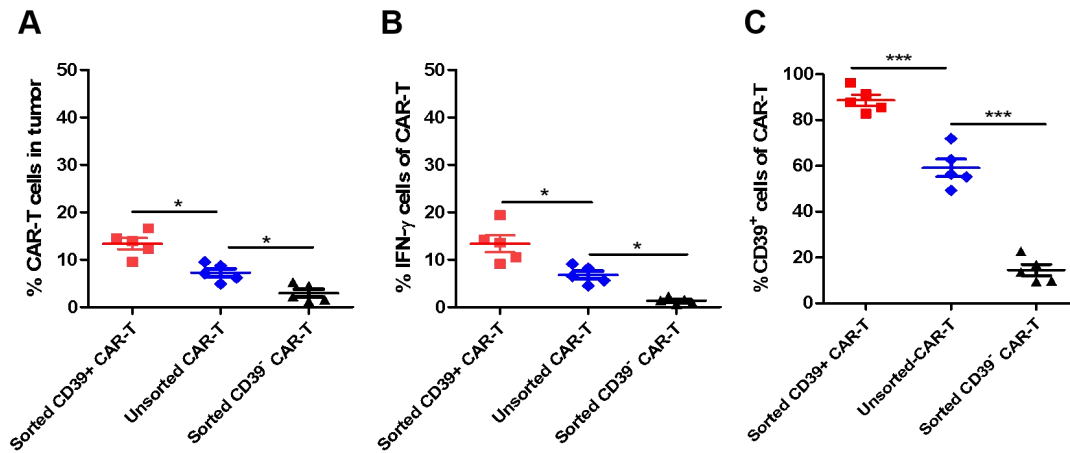 A
% CAR-T cells in tumor
50
40
30
20
10
0
*
*
Sorted CD39+ CAR-T
Unsorted CAR-T
Sorted CD39⁻ CAR-T
B
% IFN-γ cells of CAR-T
50
40
30
20
10
0
*
*
Sorted CD39+ CAR-T
Unsorted CAR-T
Sorted CD39⁻ CAR-T
C
%CD39⁺ cells of CAR-T
100
80
60
40
20
0
***
***
Sorted CD39+ CAR-T
Unsorted-CAR-T
Sorted CD39⁻ CAR-T